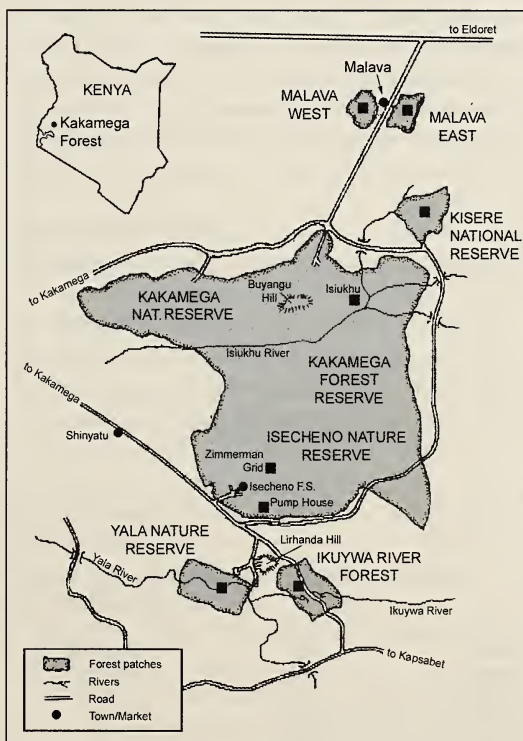 to Eldoret
KENYA
Kakamega
Forest
Malava
MALAVA
WEST
MALAVA
EAST
KISERE
NATIONAL
RESERVE
to Kakamega
KAKAMEGA
NAT. RESERVE
Buyangu
Hill
Isiukhu
Isiukhu River
KAKAMEGA
FOREST
RESERVE
to Kakamega
Shinyatu
ISECHENO NATURE
RESERVE
Zimmerman
Grid
Isecheno F.S.
Pump House
YALA NATURE
RESERVE
Lirhanda Hill
IKUYWA RIVER
FOREST
Yala River
Ikuywa River
to Kapsabet
Forest patches
Rivers
Road
Town/Market